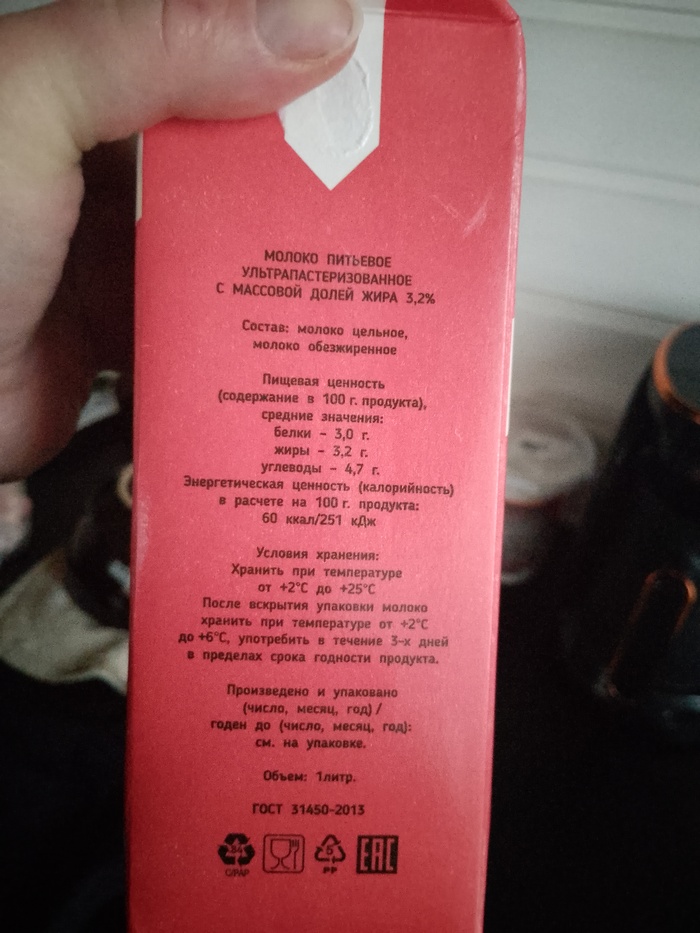 МОЛОКО ПИТЬЕВОЕ
УЛЬТРАПАСТЕРИЗОВАННОЕ
С МАССОВОЙ ДОЛЕЙ ЖИРА 3,2%
Состав: молоко цельное,
молоко обезжиренное
Пищевая ценность
(содержание в 100 г. продукта),
средние значения:
белки – 3,0 г.
жиры – 3,2 г.
углеводы – 4,7 г.
Энергетическая ценность (калорийность)
в расчете на 100 г. продукта:
60 ккал/251 кДж
Условия хранения:
Хранить при температуре
от +2°C до +25°C
После вскрытия упаковки молоко
хранить при температуре от +2°C
до +6°C, употребить в течение 3-х дней
в пределах срока годности продукта.
Произведено и упаковано
(число, месяц, год) /
годен до (число, месяц, год):
см. на упаковке.
Объем: 1литр.
ГОСТ 31450-2013
84 5 EAC
C/PAP PP